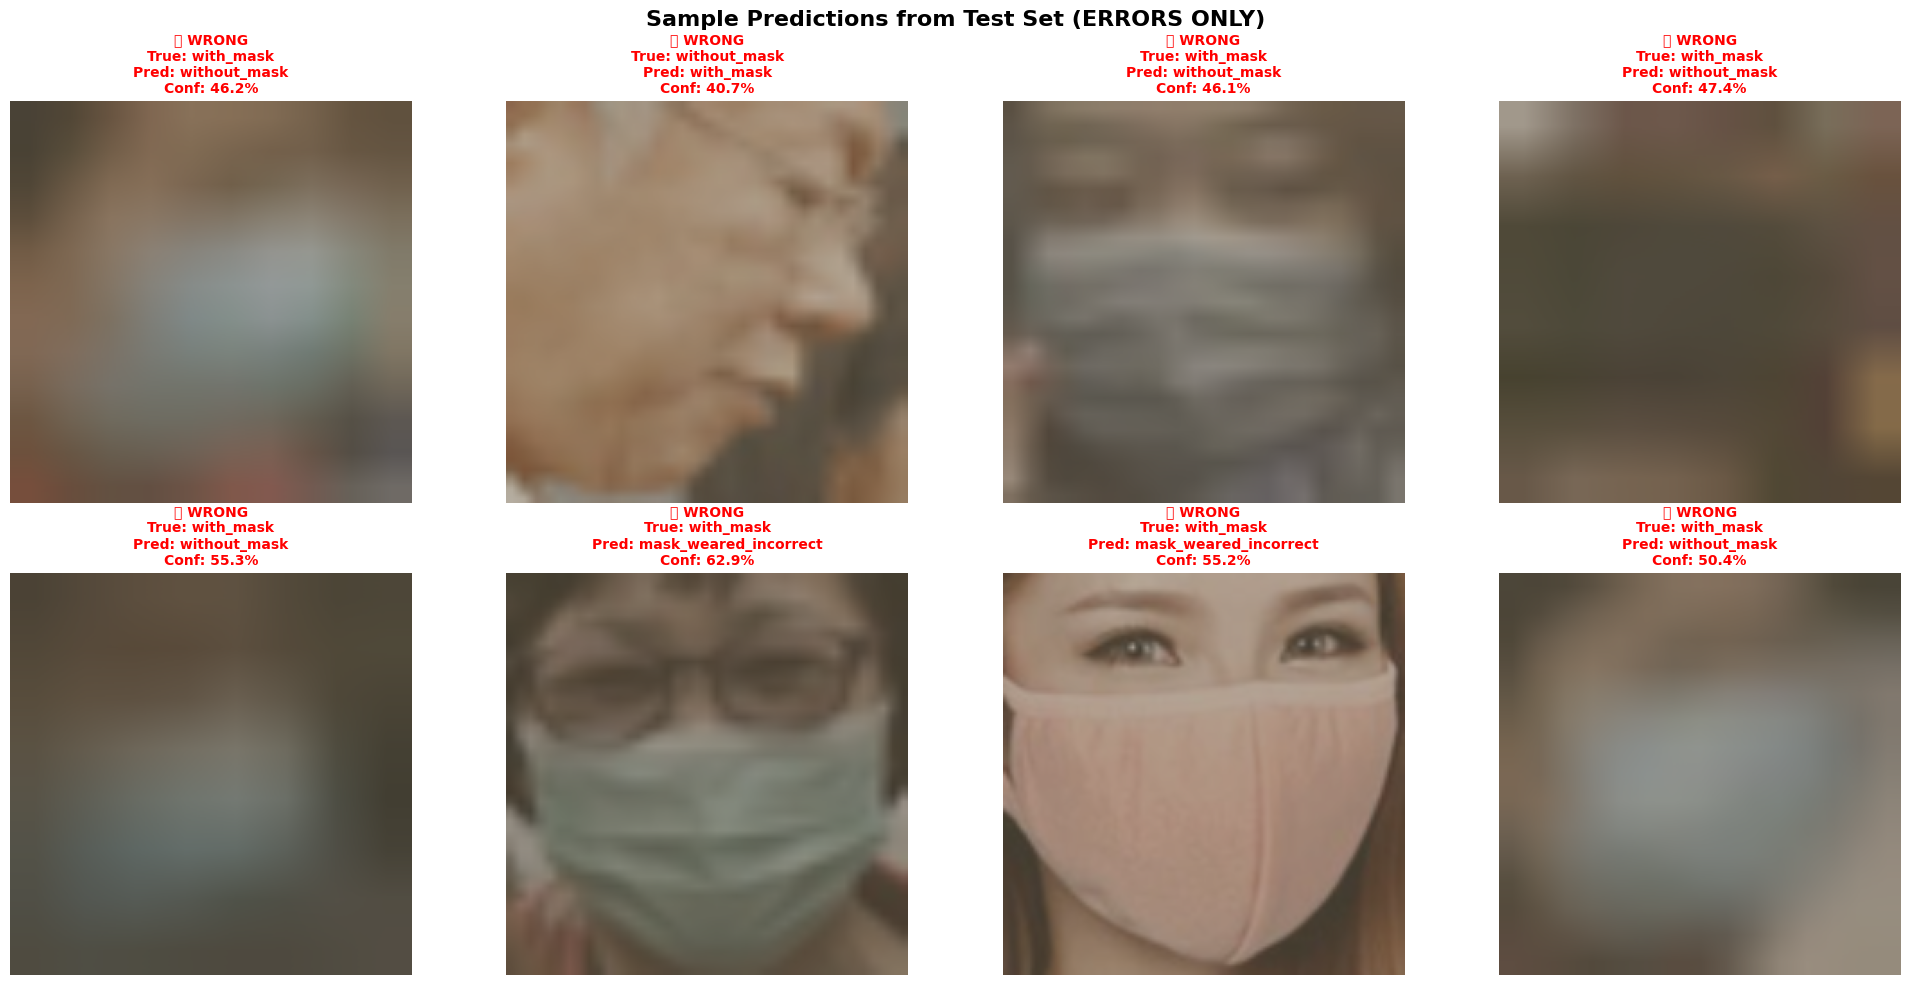 Sample Predictions from Test Set (ERRORS ONLY)
WRONG
True: with_mask
Pred: without_mask
Conf: 46.2%
WRONG
True: without_mask
Pred: with_mask
Conf: 40.7%
WRONG
True: with_mask
Pred: without_mask
Conf: 46.1%
WRONG
True: with_mask
Pred: without_mask
Conf: 47.4%
WRONG
True: with_mask
Pred: without_mask
Conf: 55.3%
WRONG
True: with_mask
Pred: mask_weared_incorrect
Conf: 62.9%
WRONG
True: with_mask
Pred: mask_weared_incorrect
Conf: 55.2%
WRONG
True: with_mask
Pred: without_mask
Conf: 50.4%